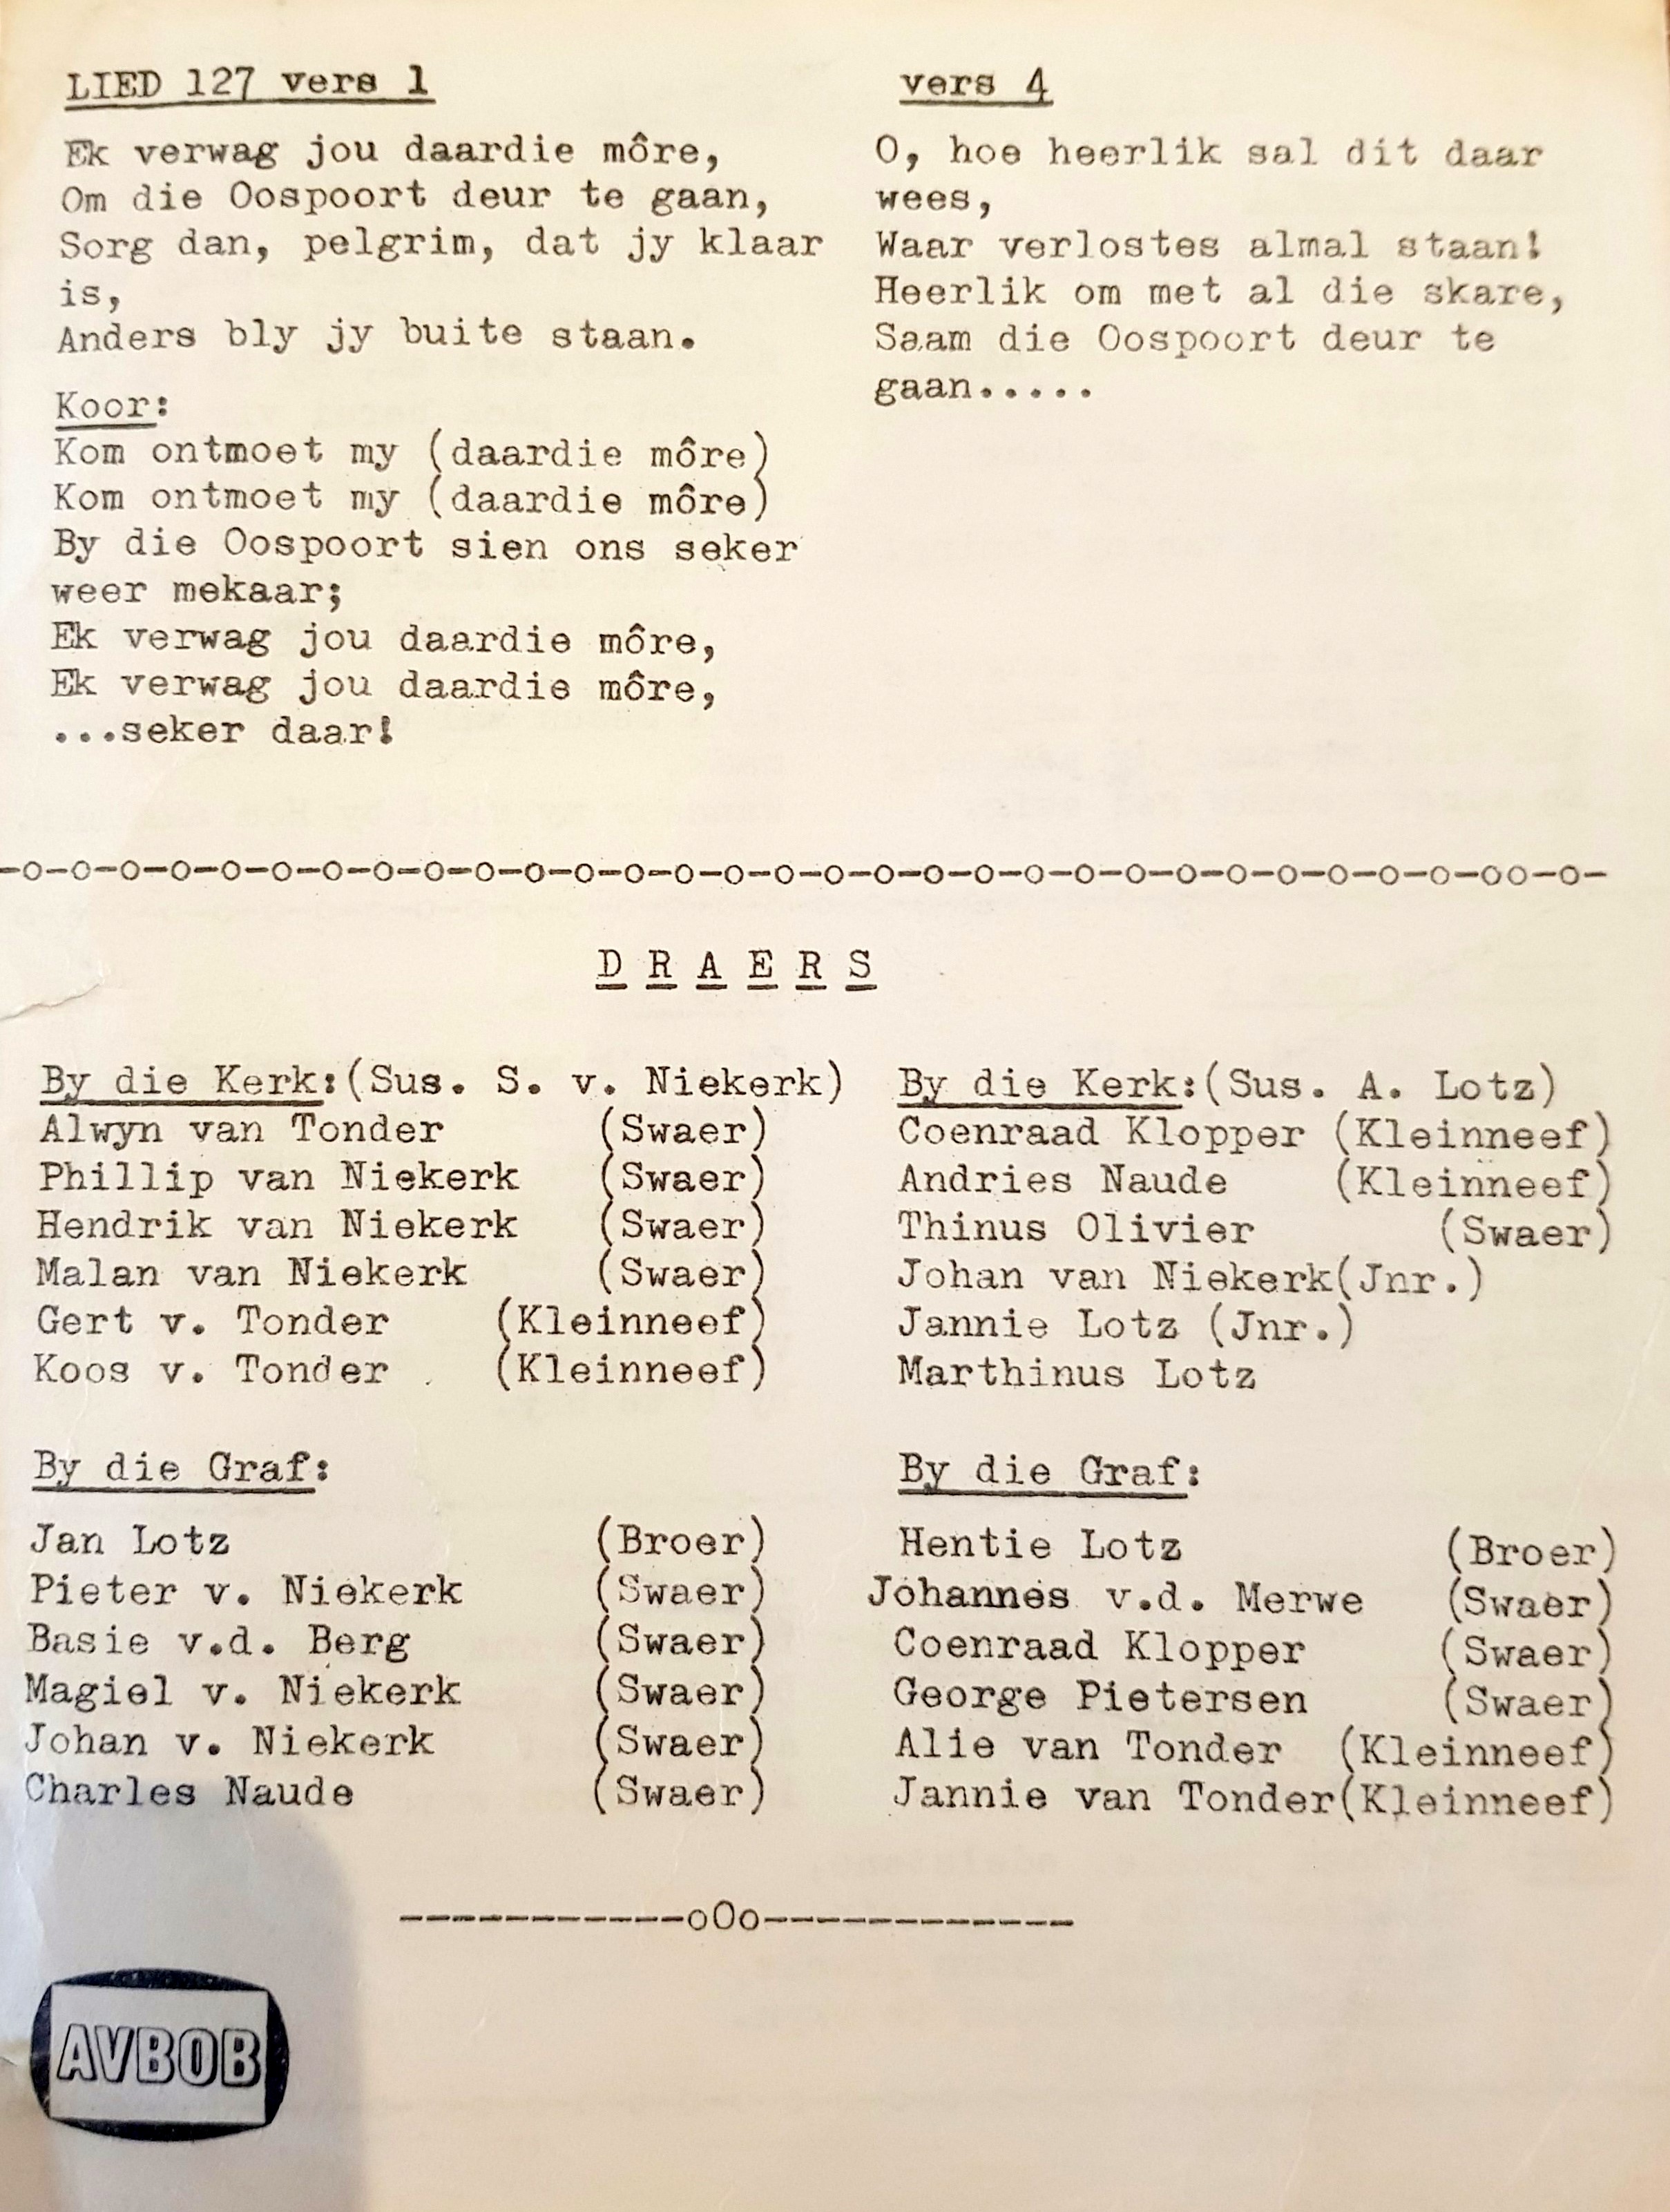 LIED 127 vers 1
Ek verwag jou daardie môre,
Om die Oospoort deur te gaan,
Sorg dan, pelgrim, dat jy klaar
is,
Anders bly jy buite staan.
Koor:
Kom ontmoet my (daardie môre)
Kom ontmoet my (daardie môre)
By die Oospoort sien ons seker
weer mekaar;
Ek verwag jou daardie môre,
Ek verwag jou daardie môre,
...seker daar!
vers 4
O, hoe heerlik sal dit daar
wees,
Waar verlostes almal staan!
Heerlik om met al die skare,
Saam die Oospoort deur te
gaan.....
-o-o-o-o-o-o-o-o-o-o-o-o-o-o-o-o-o-o-o-o-o-o-o-o-o-o-o-o-o-oo-o-
D R A E R S
By die Kerk:(Sus. S. v. Niekerk)
Alwyn van Tonder (Swaer)
Phillip van Niekerk (Swaer)
Hendrik van Niekerk (Swaer)
Malan van Niekerk (Swaer)
Gert v. Tonder (Kleinneef)
Koos v. Tonder (Kleinneef)
By die Kerk:(Sus. A. Lotz)
Coenraad Klopper (Kleinneef)
Andries Naude (Kleinneef)
Thinus Olivier (Swaer)
Johan van Niekerk(Jnr.)
Jannie Lotz (Jnr.)
Marthinus Lotz
By die Graf:
Jan Lotz (Broer)
Pieter v. Niekerk (Swaer)
Basie v.d. Berg (Swaer)
Magiel v. Niekerk (Swaer)
Johan v. Niekerk (Swaer)
Charles Naude (Swaer)
By die Graf:
Hentie Lotz (Broer)
Johannes v.d. Merwe (Swaer)
Coenraad Klopper (Swaer)
George Pietersen (Swaer)
Alie van Tonder (Kleinneef)
Jannie van Tonder(Kleinneef)
-----------oOo------------
AVBOB